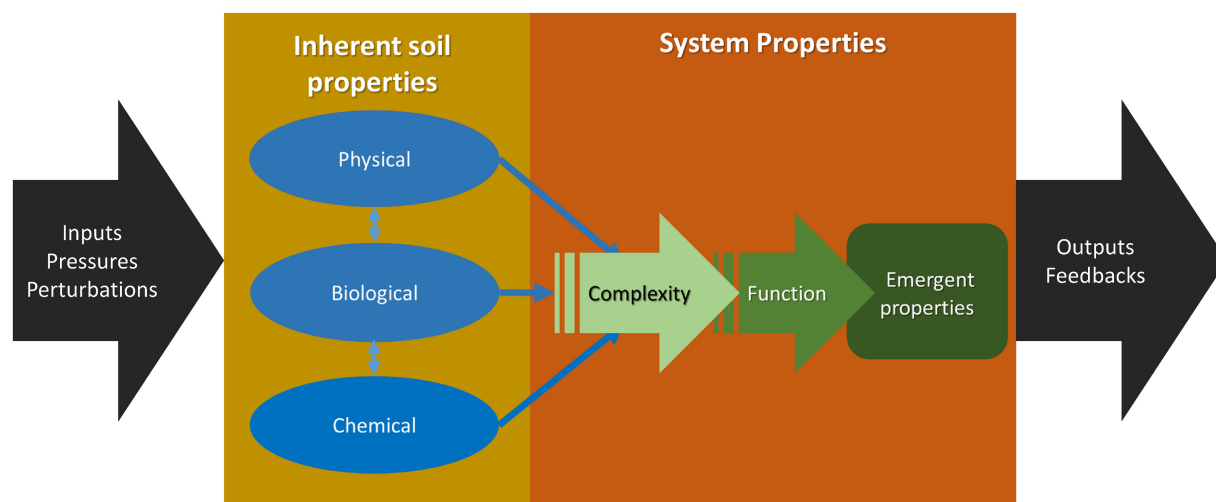 Inherent soil
properties
System Properties
Inputs
Pressures
Perturbations
Physical
Biological
Chemical
Complexity
Function
Emergent
properties
Outputs
Feedbacks